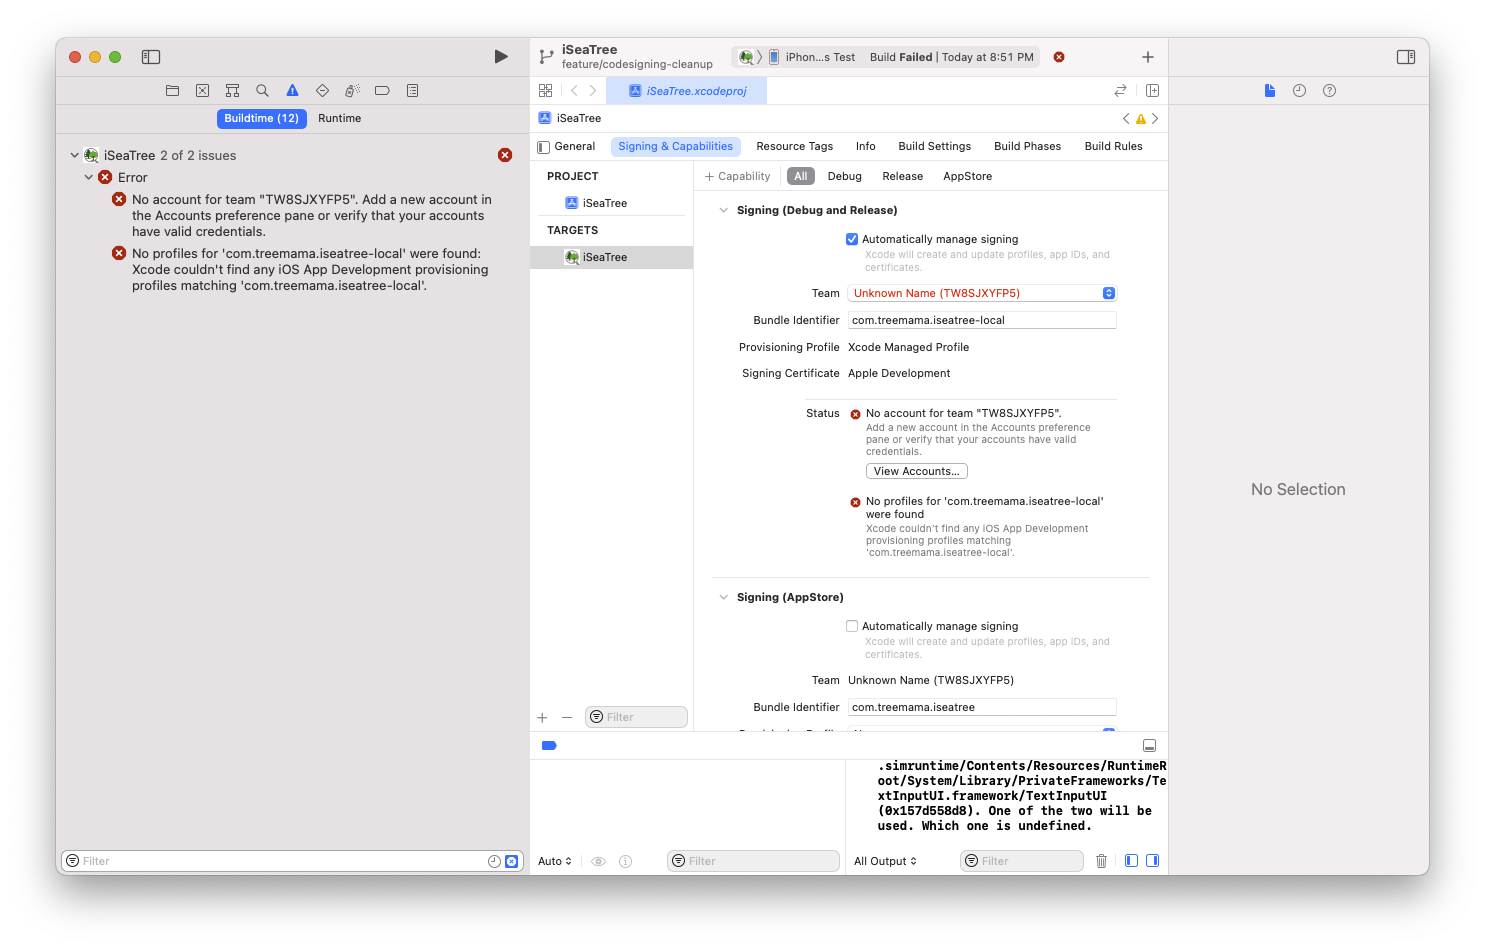 iSeaTree
feature/codesigning-cleanup
iPhon...s Test
Build Failed | Today at 8:51 PM
Buildtime (12)
Runtime
iSeaTree 2 of 2 issues
Error
No account for team "TW8SJXYFP5". Add a new account in
the Accounts preference pane or verify that your accounts
have valid credentials.
No profiles for 'com.treemama.iseatree-local' were found:
Xcode couldn't find any iOS App Development provisioning
profiles matching 'com.treemama.iseatree-local'.
Filter
iSeaTree.xcodeproj
iSeaTree
General
Signing & Capabilities
Resource Tags
Info
Build Settings
Build Phases
Build Rules
PROJECT
iSeaTree
TARGETS
iSeaTree
Filter
+ Capability
All
Debug
Release
AppStore
Signing (Debug and Release)
Automatically manage signing
Xcode will create and update profiles, app IDs, and
certificates.
Team
Unknown Name (TW8SJXYFP5)
Bundle Identifier
com.treemama.iseatree-local
Provisioning Profile
Xcode Managed Profile
Signing Certificate
Apple Development
Status
No account for team "TW8SJXYFP5".
Add a new account in the Accounts preference
pane or verify that your accounts have valid
credentials.
View Accounts...
No profiles for 'com.treemama.iseatree-local'
were found
Xcode couldn't find any iOS App Development
provisioning profiles matching
'com.treemama.iseatree-local'.
Signing (AppStore)
Automatically manage signing
Xcode will create and update profiles, app IDs, and
certificates.
Team
Unknown Name (TW8SJXYFP5)
Bundle Identifier
com.treemama.iseatree
.simruntime/Contents/Resources/RuntimeR
oot/System/Library/PrivateFrameworks/Te
xtInputUI.framework/TextInputUI
(0x157d558d8). One of the two will be
used. Which one is undefined.
Auto
Filter
All Output
Filter
No Selection